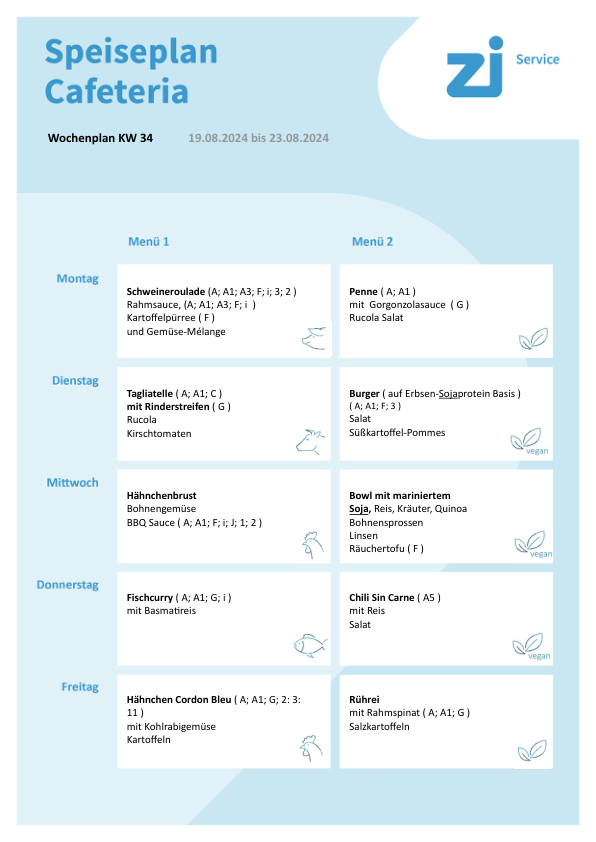 Speiseplan
Cafeteria
zi Service
Wochenplan KW 34 19.08.2024 bis 23.08.2024
Menü 1 Menü 2
Montag
Schweineroulade (A; A1; A3; F; i; 3; 2 )
Rahmsauce, (A; A1; A3; F; i )
Kartoffelpürree ( F )
und Gemüse-Mélange
Penne ( A; A1 )
mit Gorgonzolasauce ( G )
Rucola Salat
Dienstag
Tagliatelle ( A; A1; C )
mit Rinderstreifen ( G )
Rucola
Kirschtomaten
Burger ( auf Erbsen-Sojaprotein Basis )
( A; A1; F; 3 )
Salat
Süßkartoffel-Pommes
vegan
Mittwoch
Hähnchenbrust
Bohnengemüse
BBQ Sauce ( A; A1; F; i; J; 1; 2 )
Bowl mit mariniertem
Soja, Reis, Kräuter, Quinoa
Bohnensprossen
Linsen
Räuchertofu ( F )
vegan
Donnerstag
Fischcurry ( A; A1; G; i )
mit Basmatireis
Chili Sin Carne ( A5 )
mit Reis
Salat
vegan
Freitag
Hähnchen Cordon Bleu ( A; A1; G; 2: 3:
11 )
mit Kohlrabigemüse
Kartoffeln
Rührei
mit Rahmspinat ( A; A1; G )
Salzkartoffeln